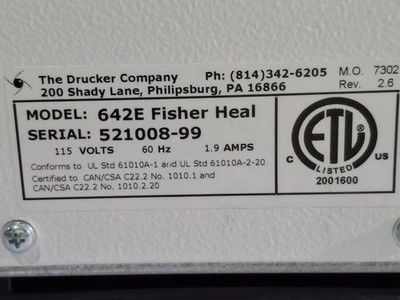 The Drucker Company Ph: (814)342-6205 M.O. 7302
200 Shady Lane, Philipsburg, PA 16866 Rev. 2.6
MODEL: 642E Fisher Heal
SERIAL: 521008-99
115 VOLTS 60 Hz 1.9 AMPS
Conforms to UL Std 61010A-1 and UL Std 61010A-2-20
Certified to CAN/CSA C22.2 No 1010.1 and
CAN/CSA C22.2 No. 1010.2.20
ETL
C US
LISTED
2001600